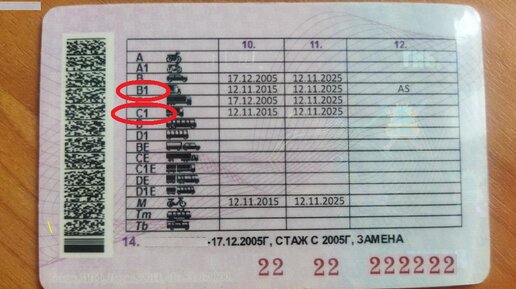 10. 11. 12.
A
A1
B 17.12.2005 12.11.2025
B1 12.11.2015 12.11.2025 AS
17.12.2005 12.11.2025
C1 12.11.2015 12.11.2025
D
D1
BE
CE
C1E
DE
D1E
M 12.11.2015 12.11.2025
Tm
Tb
14. -17.12.2005Г, СТАЖ С 2005Г, ЗАМЕНА
22 22 222222